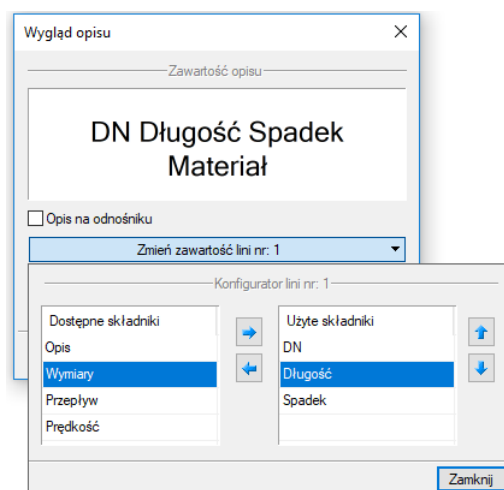 Wygląd opisu
Zawartość opisu
DN Długość Spadek
Materiał
Opis na odnośniku
Zmień zawartość lini nr: 1
Konfigurator lini nr: 1
Dostępne składniki
Opis
Wymiary
Przepływ
Prędkość
Użyte składniki
DN
Długość
Spadek
Zamknij